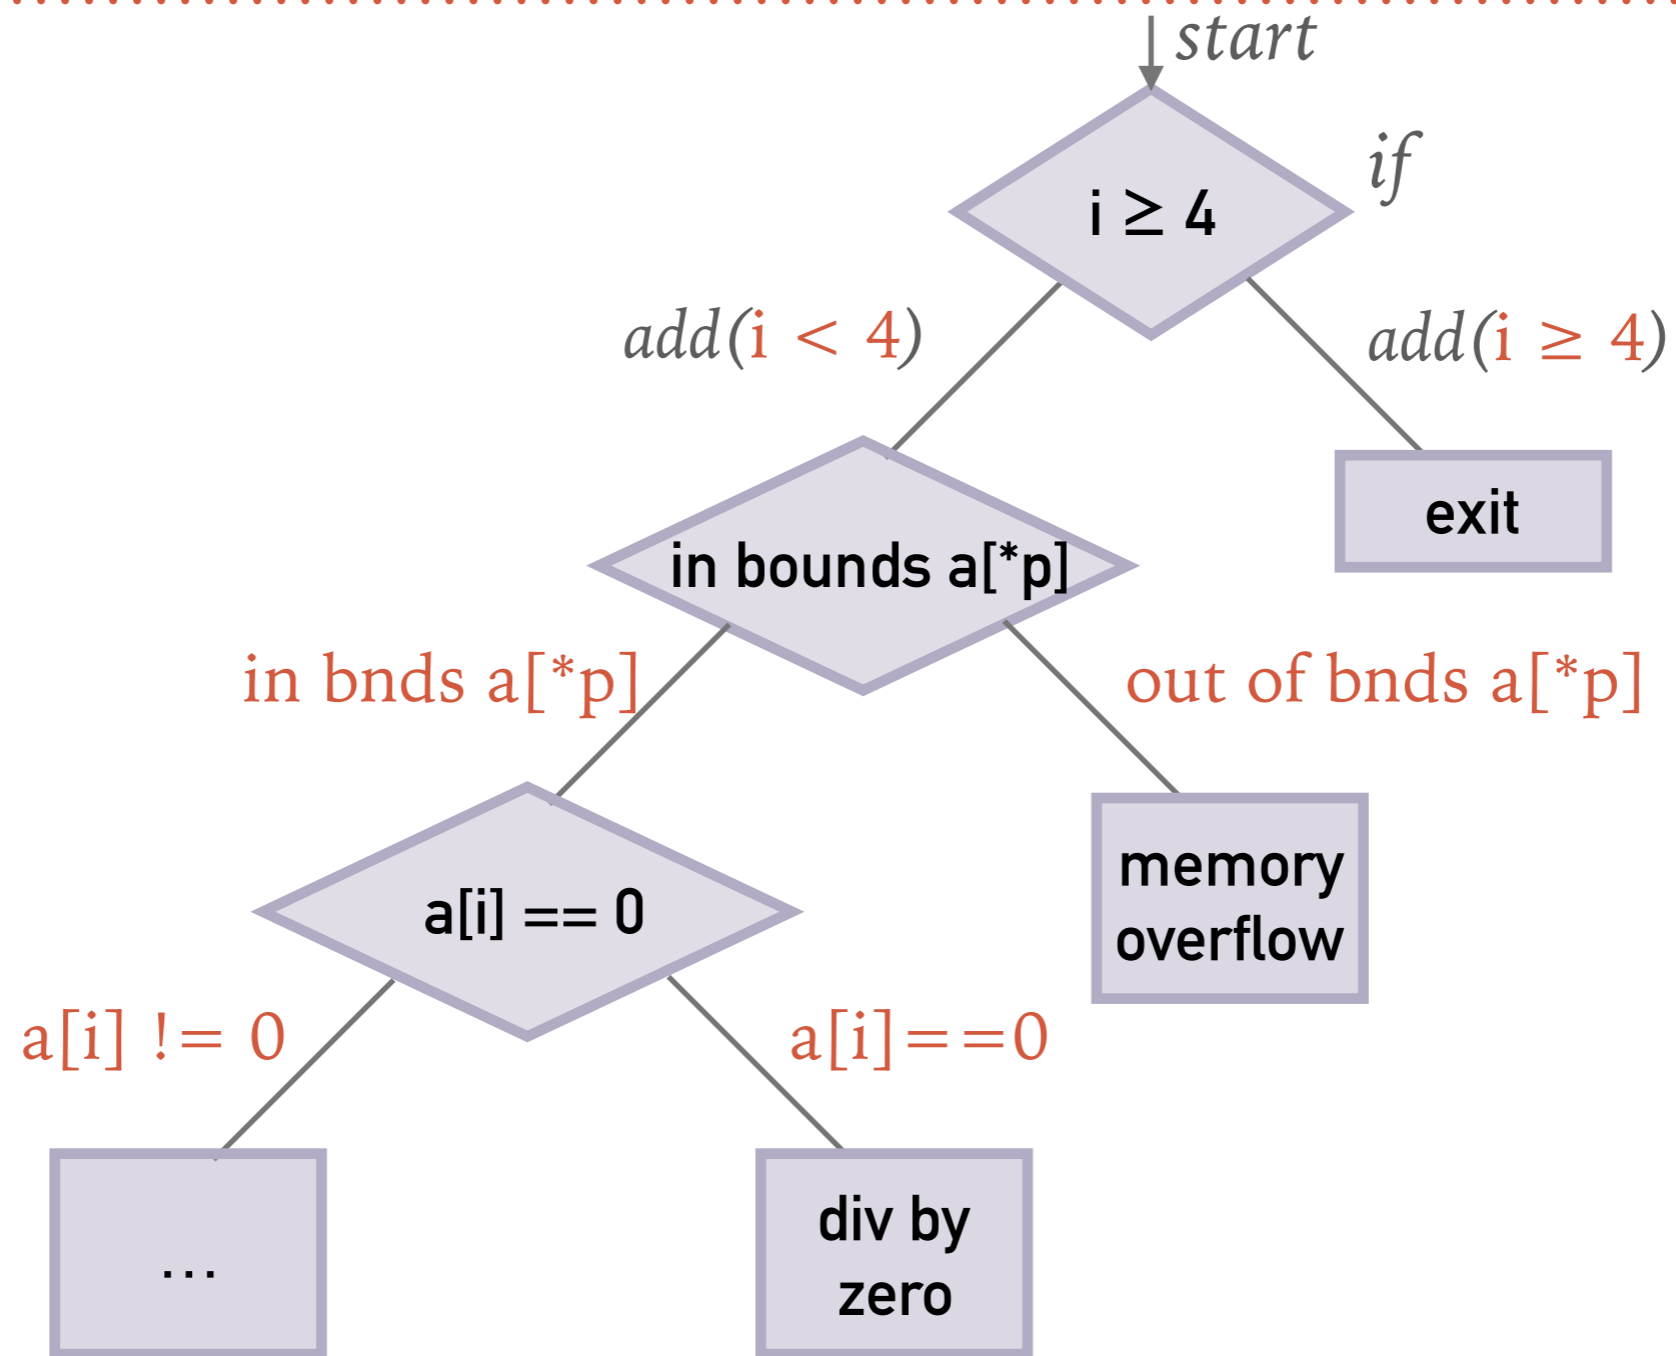 start
if
i ≥ 4
add(i < 4)
add(i ≥ 4)
exit
in bounds a[*p]
in bnds a[*p]
out of bnds a[*p]
memory
overflow
a[i] == 0
a[i] != 0
a[i]==0
...
div by
zero